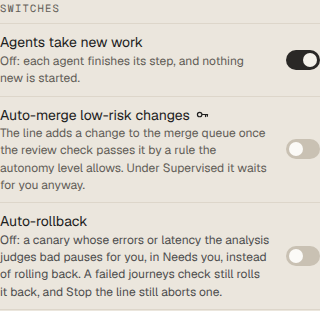 SWITCHES
Agents take new work
Off: each agent finishes its step, and nothing
new is started.
Auto-merge low-risk changes
The line adds a change to the merge queue once
the review check passes it by a rule the
autonomy level allows. Under Supervised it waits
for you anyway.
Auto-rollback
Off: a canary whose errors or latency the analysis
judges bad pauses for you, in Needs you, instead
of rolling back. A failed journeys check still rolls
it back, and Stop the line still aborts one.